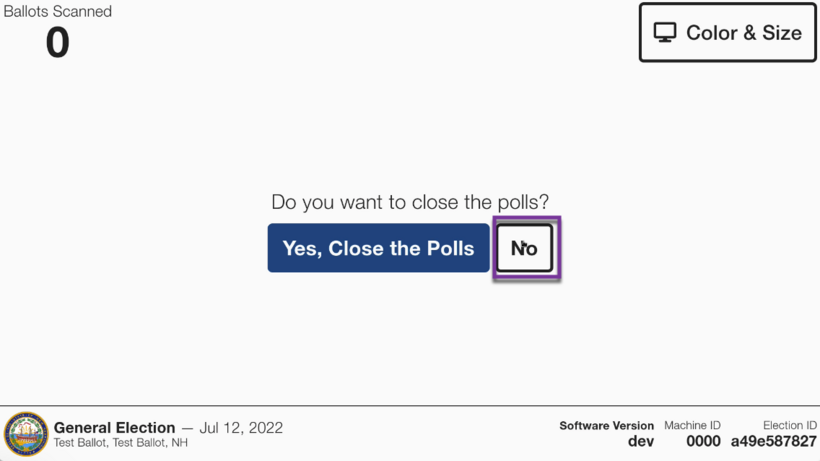 Ballots Scanned
0
Color & Size
Do you want to close the polls?
Yes, Close the Polls
No
General Election — Jul 12, 2022
Test Ballot, Test Ballot, NH
Software Version
dev
Machine ID
0000
Election ID
a49e587827